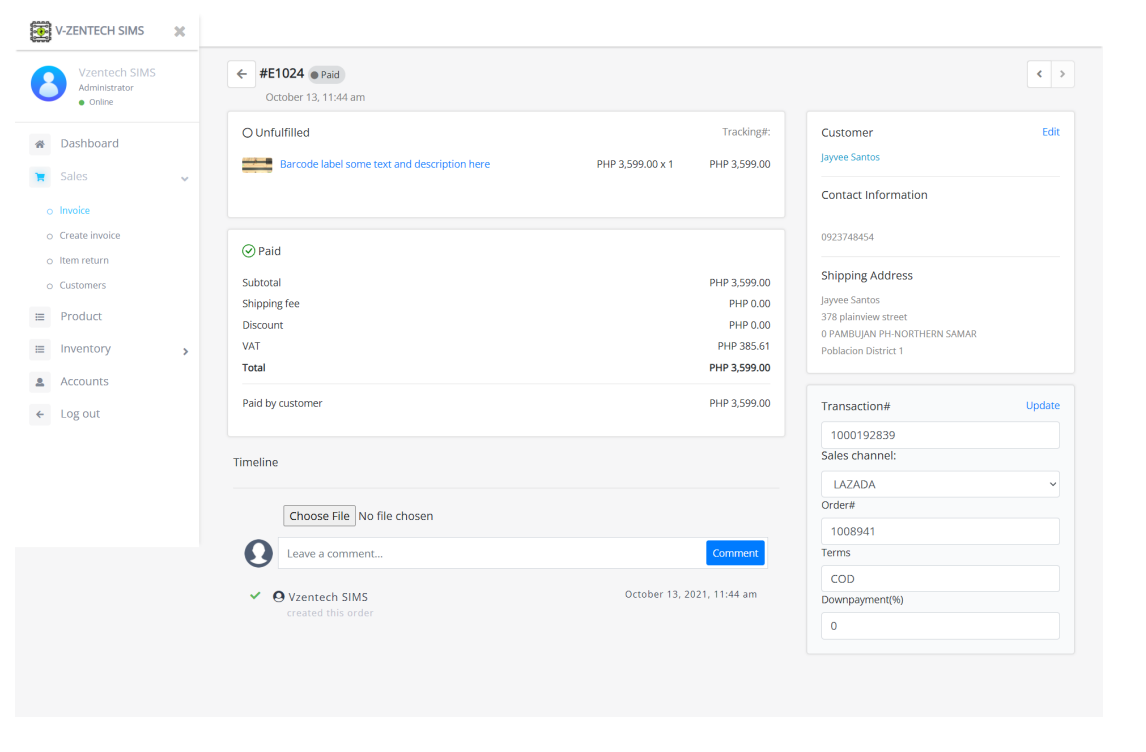 V-ZENTECH SIMS
Vzentech SIMS
Administrator
Online
Dashboard
Sales
Invoice
Create invoice
Item return
Customers
Product
Inventory
Accounts
Log out
#E1024 Paid
October 13, 11:44 am
Unfulfilled Tracking#:
Barcode label some text and description here PHP 3,599.00 x 1 PHP 3,599.00
Paid
Subtotal PHP 3,599.00
Shipping fee PHP 0.00
Discount PHP 0.00
VAT PHP 385.61
Total PHP 3,599.00
Paid by customer PHP 3,599.00
Timeline
Choose File No file chosen
Leave a comment... Comment
Vzentech SIMS October 13, 2021, 11:44 am
created this order
Customer Edit
Jayvee Santos
Contact Information
0923748454
Shipping Address
Jayvee Santos
378 plainview street
0 PAMBUJAN PH-NORTHERN SAMAR
Poblacion District 1
Transaction# Update
1000192839
Sales channel:
LAZADA
Order#
1008941
Terms
COD
Downpayment(%)
0